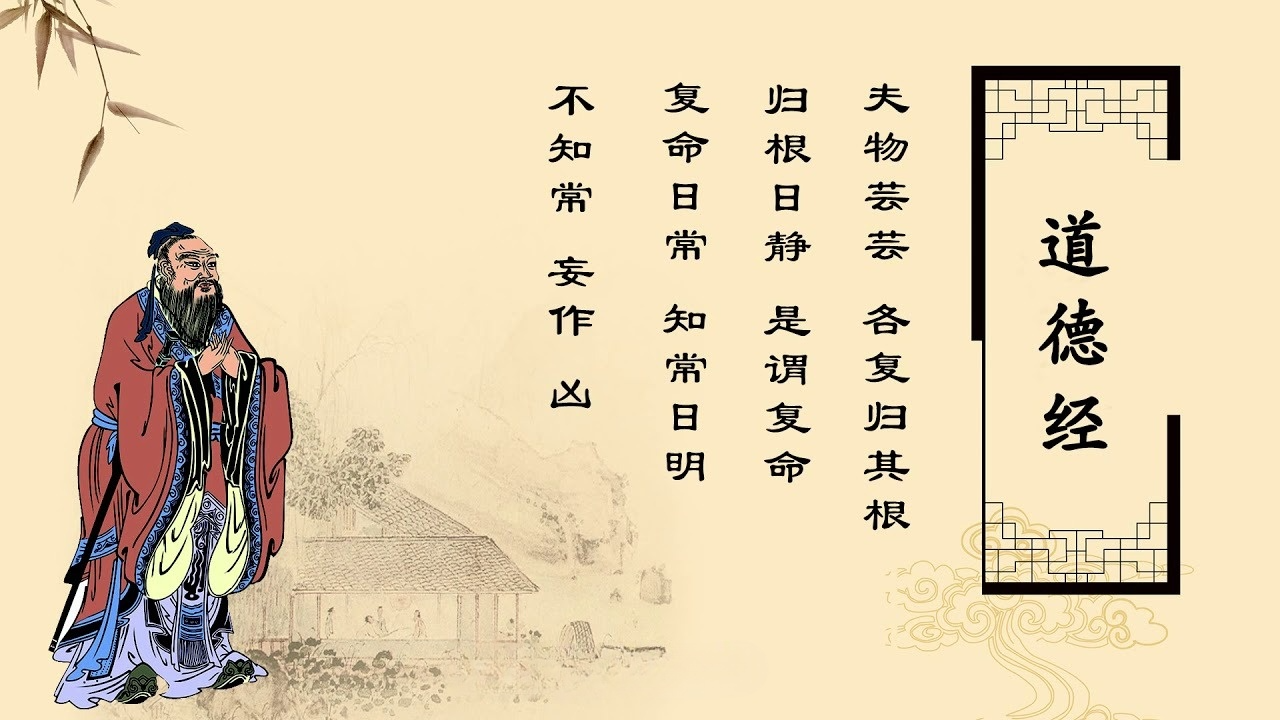 道德经
夫物芸芸 各复归其根
归根日静 是谓复命
复命日常 知常日明
不知常 妄作 凶